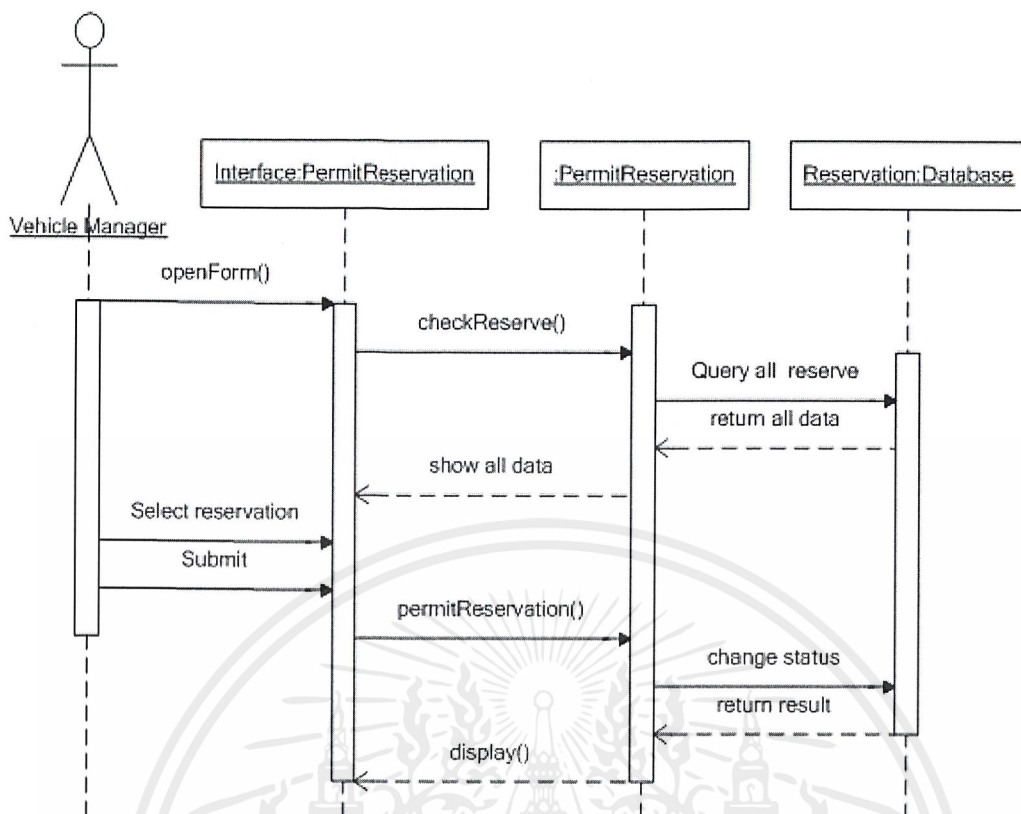 Interface:PermitReservation
:PermitReservation
Reservation:Database
Vehicle Manager
openForm()
checkReserve()
Query all reserve
return all data
show all data
Select reservation
Submit
permitReservation()
change status
return result
display()